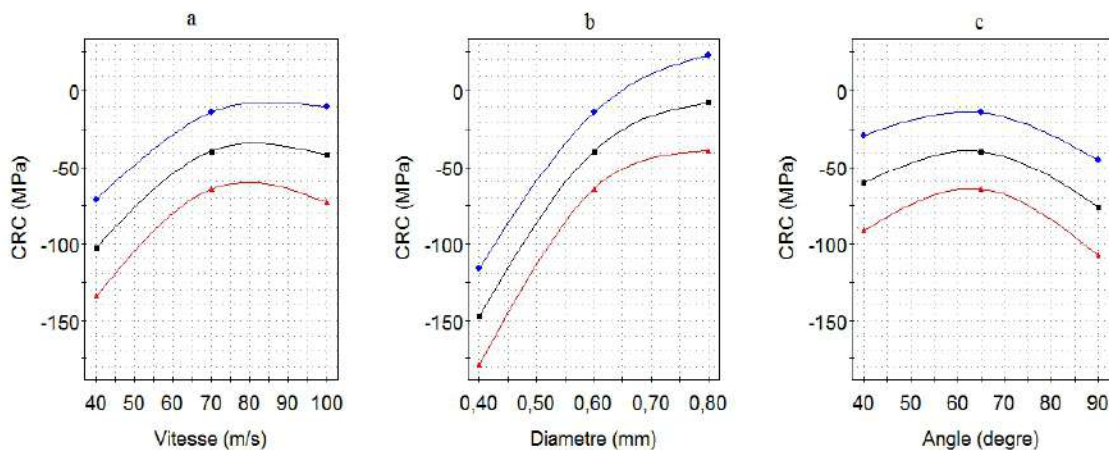 a
CRC (MPa)
0
-50
-100
-150
40 50 60 70 80 90 100
Vitesse (m/s)
b
CRC (MPa)
0
-50
-100
-150
0,40 0,50 0,60 0,70 0,80
Diametre (mm)
c
CRC (MPa)
0
-50
-100
-150
40 50 60 70 80 90
Angle (degre)